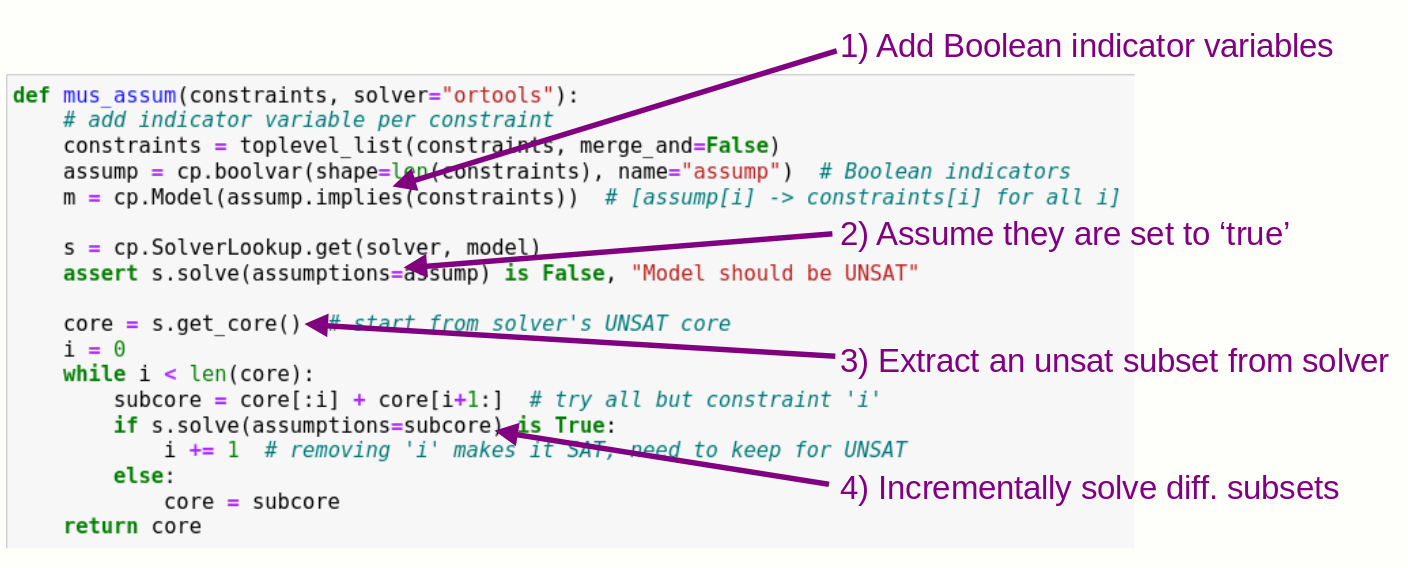 1) Add Boolean indicator variables
def mus_assum(constraints, solver="ortools"):
    # add indicator variable per constraint
    constraints = toplevel_list(constraints, merge_and=False)
    assump = cp.boolvar(shape=len(constraints), name="assump")  # Boolean indicators
    m = cp.Model(assump.implies(constraints))  # [assump[i] -> constraints[i] for all i]
2) Assume they are set to ‘true’
    s = cp.SolverLookup.get(solver, model)
    assert s.solve(assumptions=assump) is False, "Model should be UNSAT"
    core = s.get_core()  # start from solver's UNSAT core
3) Extract an unsat subset from solver
    i = 0
    while i < len(core):
        subcore = core[:i] + core[i+1:]  # try all but constraint 'i'
        if s.solve(assumptions=subcore) is True:
            i += 1  # removing 'i' makes it SAT, need to keep for UNSAT
4) Incrementally solve diff. subsets
        else:
            core = subcore
    return core